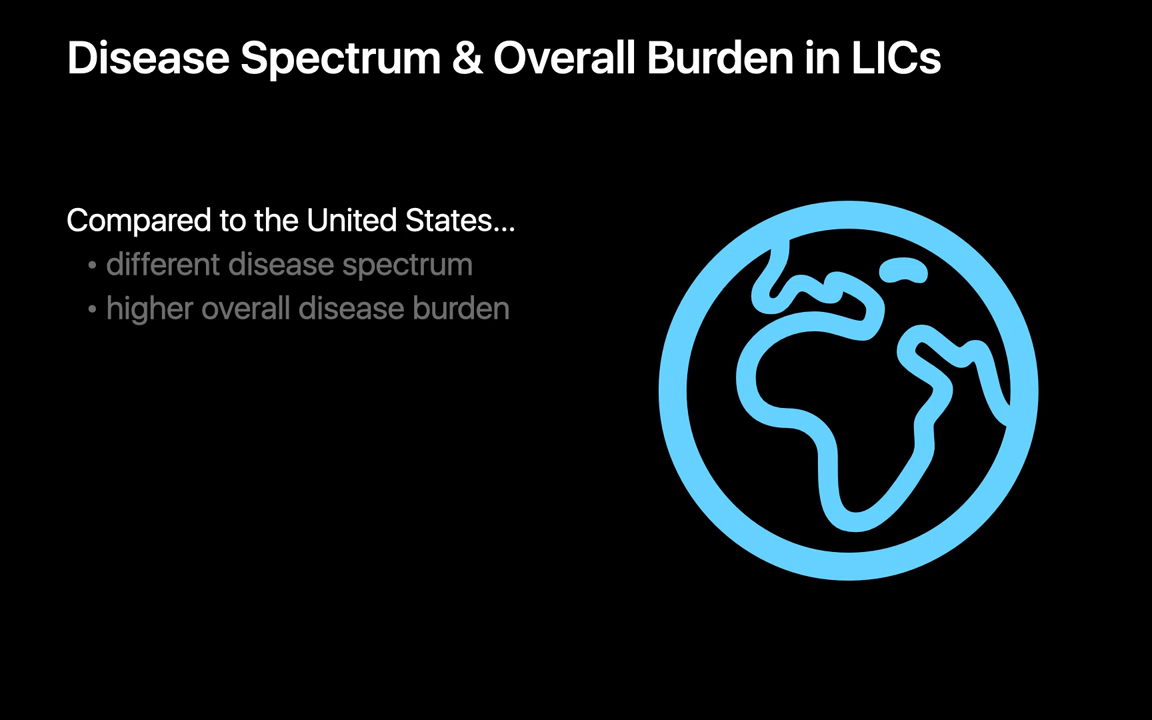 Disease Spectrum & Overall Burden in LICs
Compared to the United States...
• different disease spectrum
• higher overall disease burden